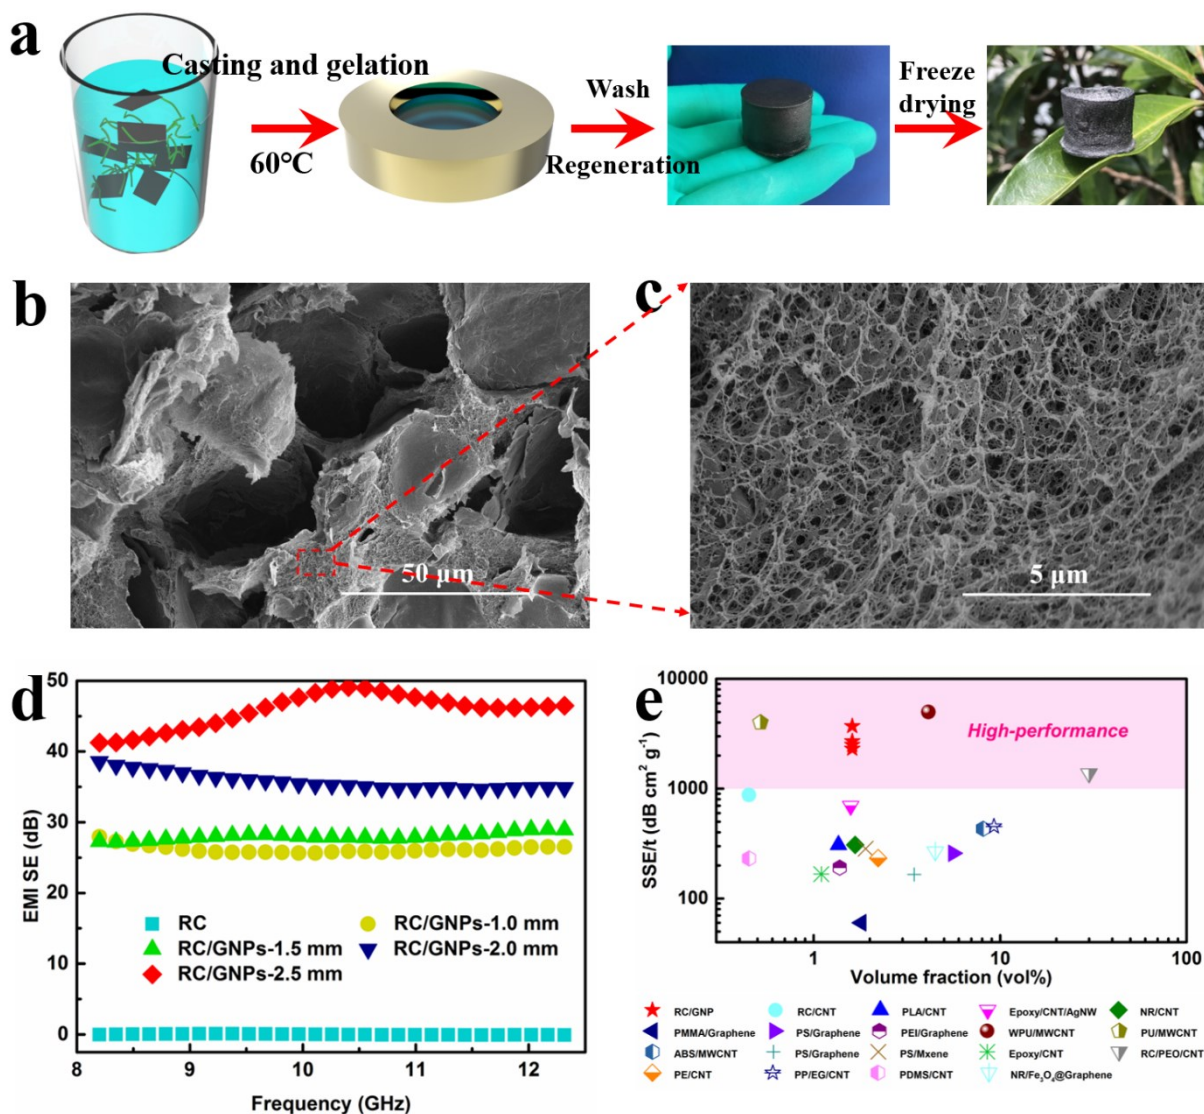 a
Casting and gelation
60°C
Wash
Regeneration
Freeze
drying
b
50 μm
c
5 μm
d
EMI SE (dB)
50
40
30
20
10
0
RC
RC/GNPs-1.0 mm
RC/GNPs-1.5 mm
RC/GNPs-2.0 mm
RC/GNPs-2.5 mm
8 9 10 11 12
Frequency (GHz)
e
SSE/t (dB cm² g⁻¹)
10000
1000
100
High-performance
1 10 100
Volume fraction (vol%)
RC/GNP RC/CNT PLA/CNT Epoxy/CNT/AgNW NR/CNT
PMMA/Graphene PS/Graphene PEI/Graphene WPU/MWCNT PU/MWCNT
ABS/MWCNT PS/Graphene PS/Mxene Epoxy/CNT RC/PEO/CNT
PE/CNT PP/EG/CNT PDMS/CNT NR/Fe₃O₄@Graphene